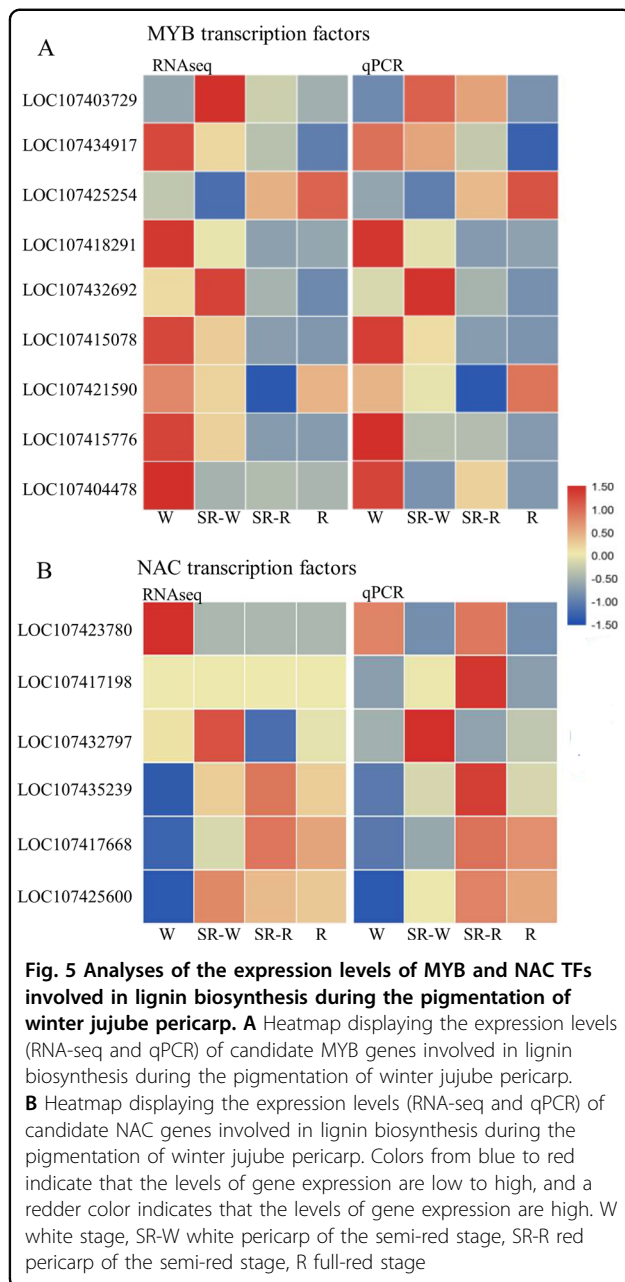 A
MYB transcription factors
RNAseq
qPCR
LOC107403729
LOC107434917
LOC107425254
LOC107418291
LOC107432692
LOC107415078
LOC107421590
LOC107415776
LOC107404478
W SR-W SR-R R W SR-W SR-R R
1.50
1.00
0.50
0.00
-0.50
-1.00
-1.50
B
NAC transcription factors
RNAseq
qPCR
LOC107423780
LOC107417198
LOC107432797
LOC107435239
LOC107417668
LOC107425600
W SR-W SR-R R W SR-W SR-R R
Fig. 5 Analyses of the expression levels of MYB and NAC TFs
involved in lignin biosynthesis during the pigmentation of
winter jujube pericarp. A Heatmap displaying the expression levels
(RNA-seq and qPCR) of candidate MYB genes involved in lignin
biosynthesis during the pigmentation of winter jujube pericarp.
B Heatmap displaying the expression levels (RNA-seq and qPCR) of
candidate NAC genes involved in lignin biosynthesis during the
pigmentation of winter jujube pericarp. Colors from blue to red
indicate that the levels of gene expression are low to high, and a
redder color indicates that the levels of gene expression are high. W
white stage, SR-W white pericarp of the semi-red stage, SR-R red
pericarp of the semi-red stage, R full-red stage